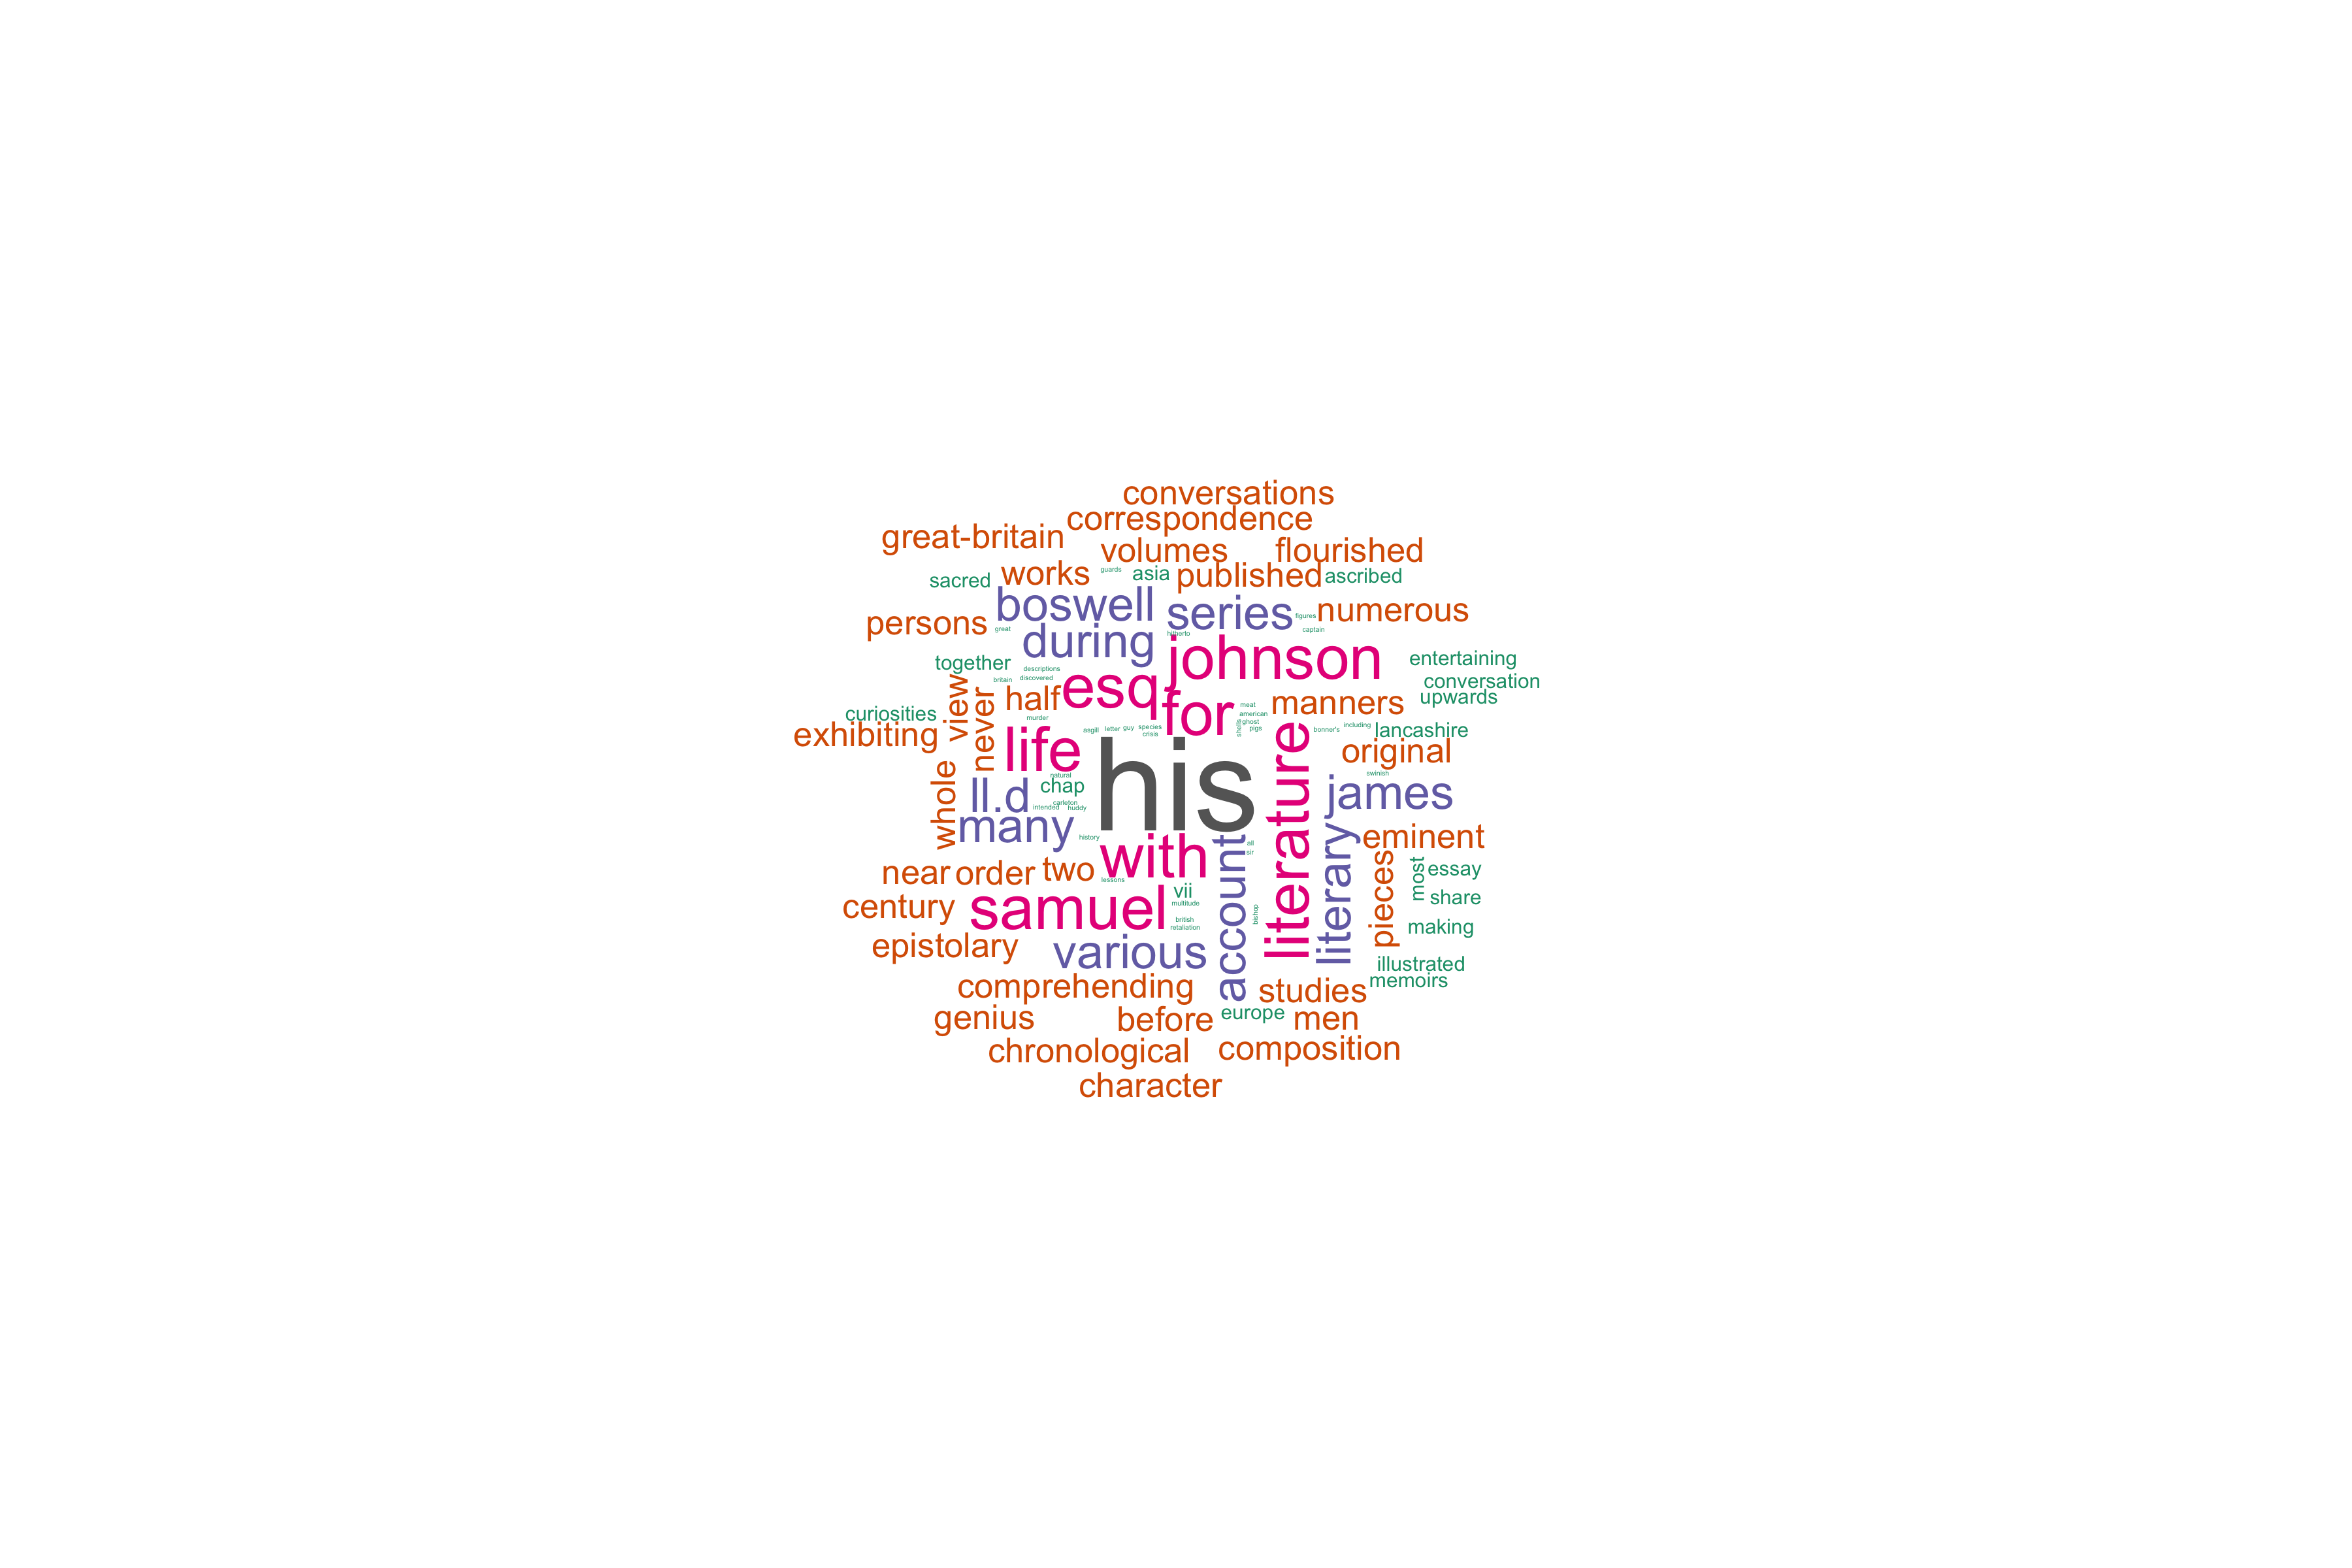 conversations
correspondence
great-britain
volumes flourished
works guards asia published ascribed
sacred
boswell series figures numerous
persons great during hitherto captain
johnson
together descriptions entertaining
britain discovered esq conversation
view never half for meat manners upwards
american
curiosities murder ghost
exhibiting life asgill letter guy species crisis shells pigs bonner's including lancashire
original
his literature
whole ll.d natural chap swinish james
carleton
intended huddy
many history with account all sir literary eminent
near order two lessons pieces most essay
century samuel vii share
multitude
bishop
british
retaliation making
epistolary various
illustrated
comprehending studies memoirs
genius before europe men
chronological composition
character